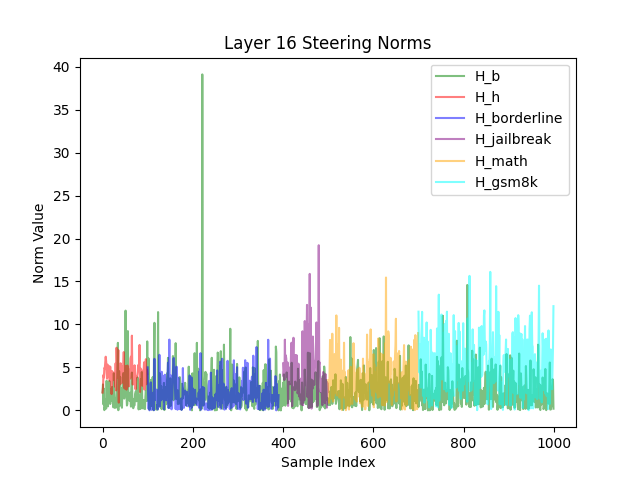 Layer 16 Steering Norms
40
35
30
25
20
15
10
5
0
Norm Value
H_b
H_h
H_borderline
H_jailbreak
H_math
H_gsm8k
0 200 400 600 800 1000
Sample Index